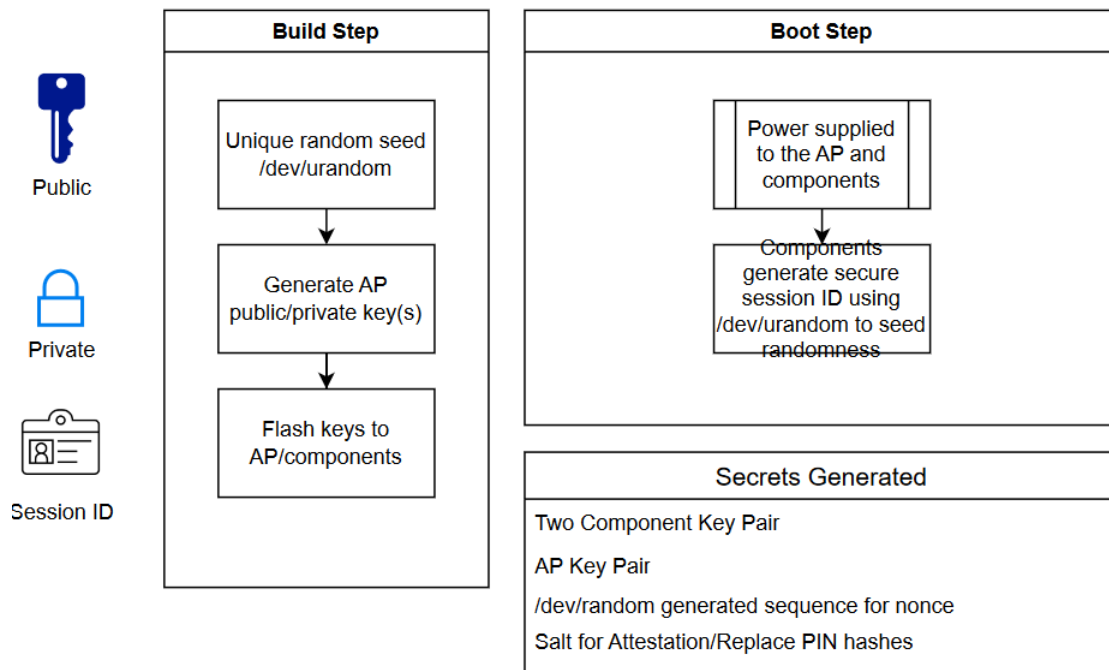 Public
Private
Session ID
Build Step
Unique random seed
/dev/urandom
Generate AP
public/private key(s)
Flash keys to
AP/components
Boot Step
Power supplied
to the AP and
components
Components
generate secure
session ID using
/dev/urandom to seed
randomness
Secrets Generated
Two Component Key Pair
AP Key Pair
/dev/random generated sequence for nonce
Salt for Attestation/Replace PIN hashes